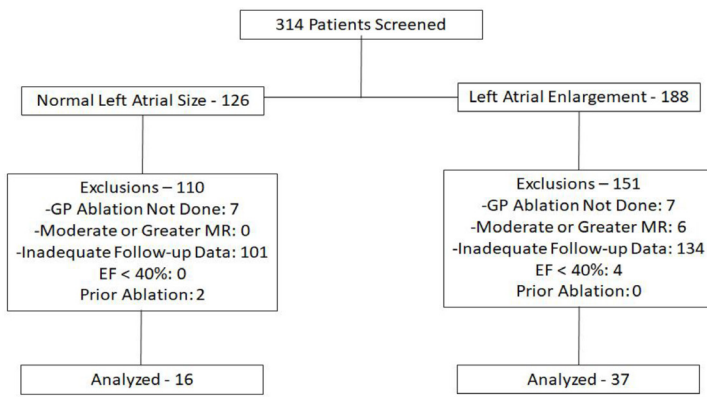 314 Patients Screened
Normal Left Atrial Size - 126
Left Atrial Enlargement - 188
Exclusions – 110
-GP Ablation Not Done: 7
-Moderate or Greater MR: 0
-Inadequate Follow-up Data: 101
EF < 40%: 0
Prior Ablation: 2
Exclusions – 151
-GP Ablation Not Done: 7
-Moderate or Greater MR: 6
-Inadequate Follow-up Data: 134
EF < 40%: 4
Prior Ablation: 0
Analyzed - 16
Analyzed - 37